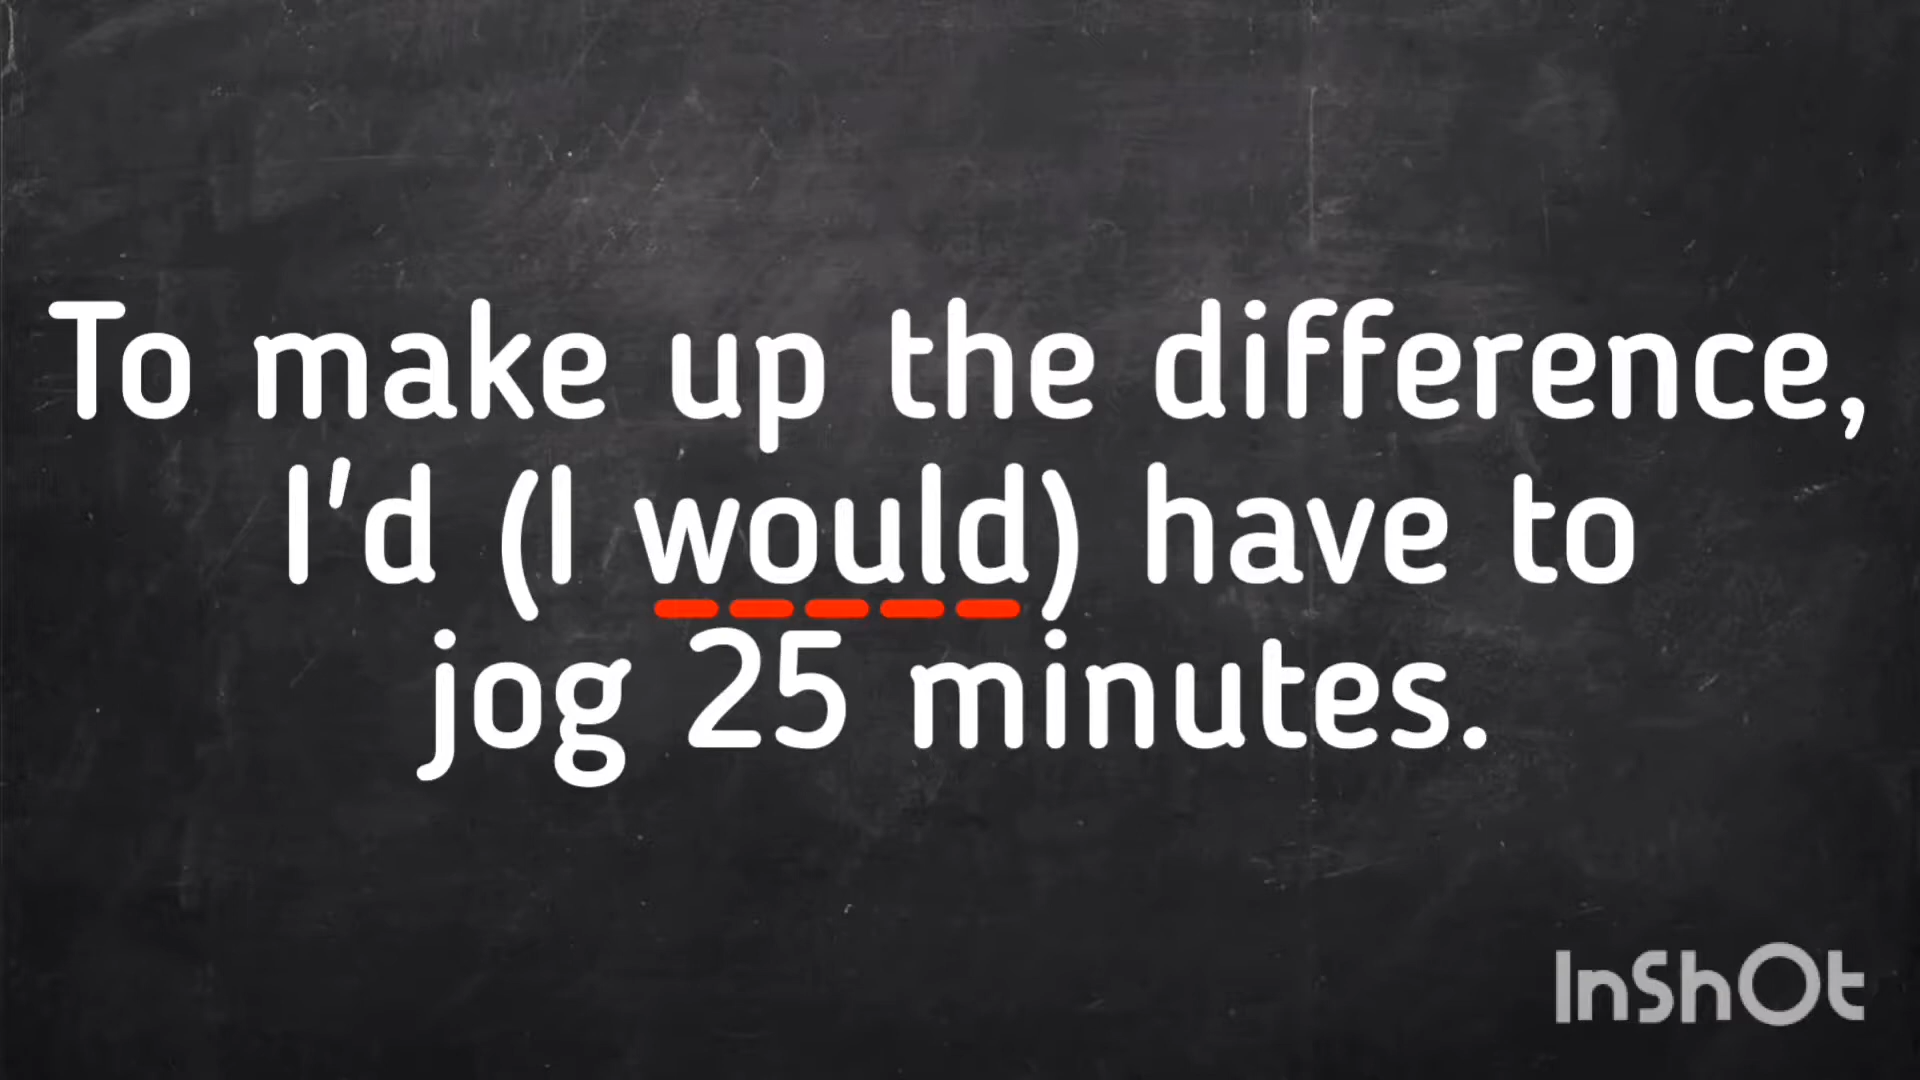 To make up the difference,
I'd (I would) have to
jog 25 minutes.
InShOt